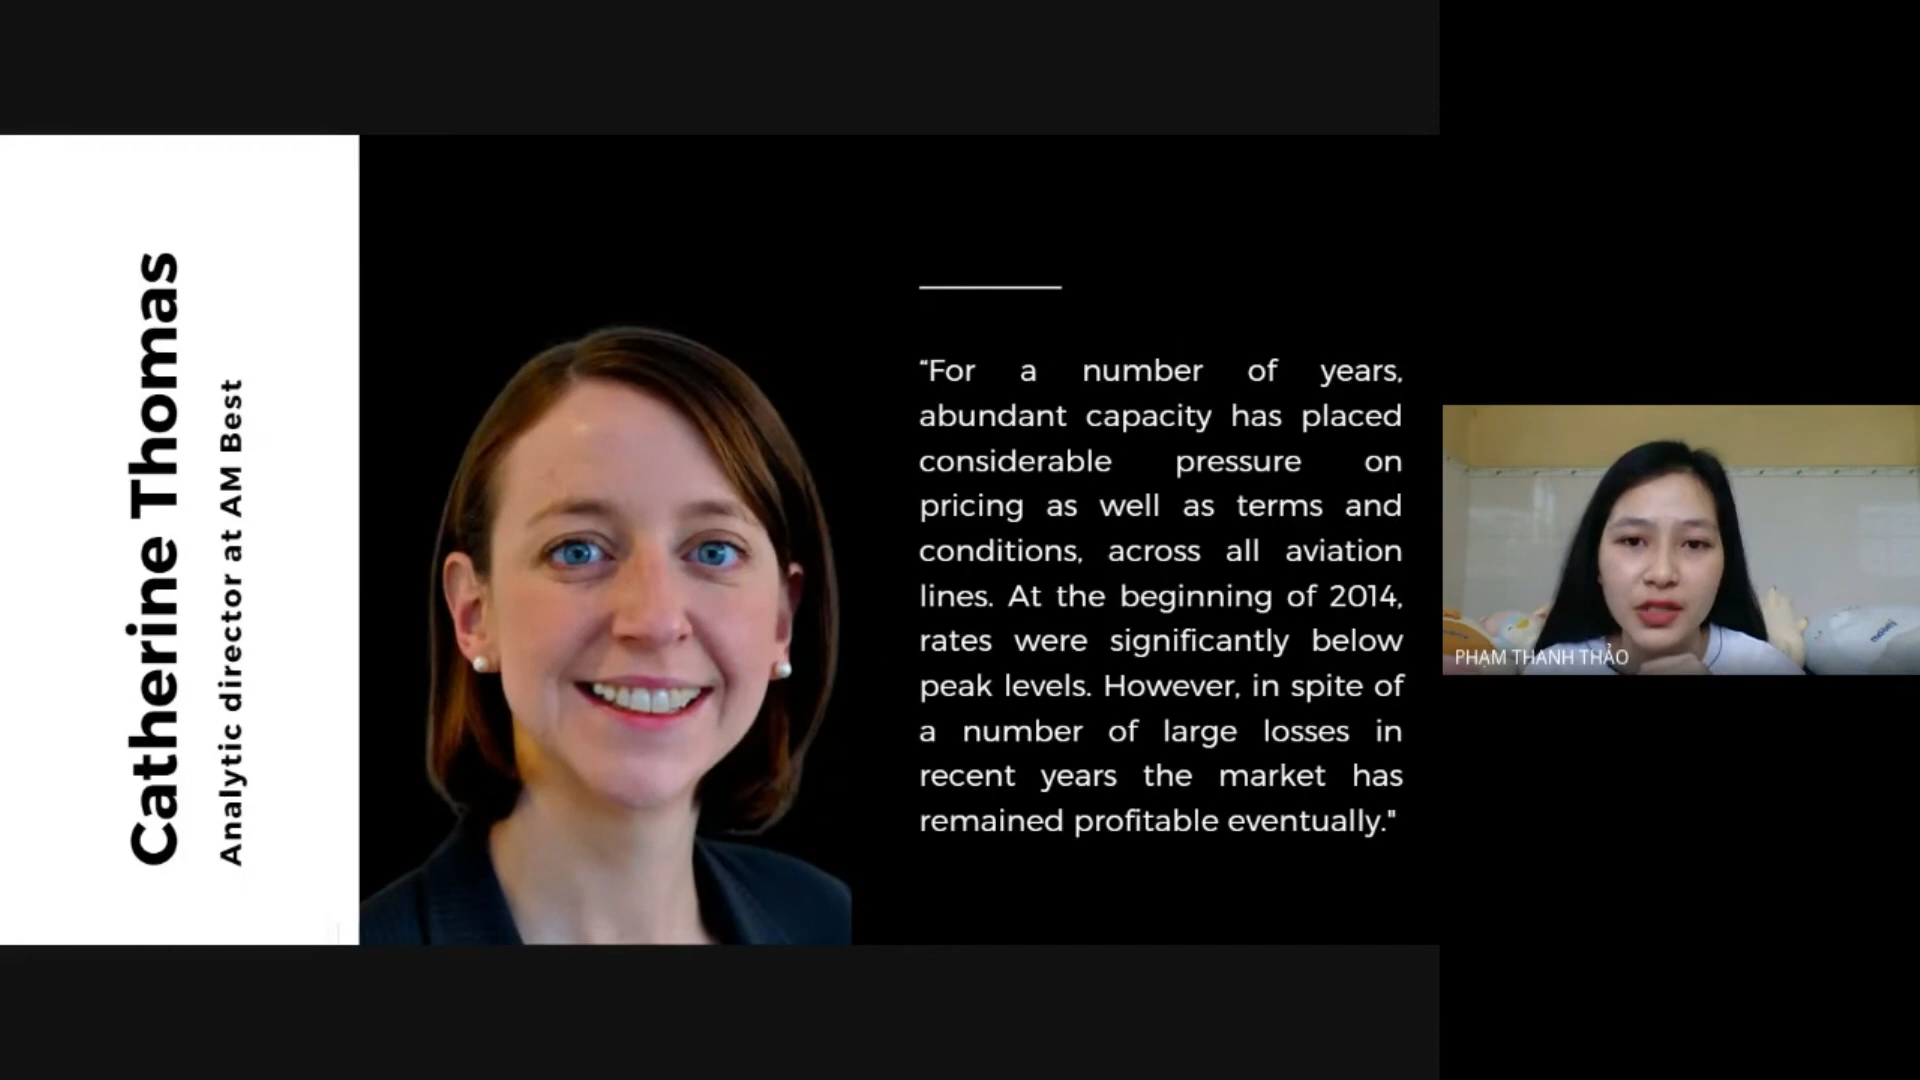 Catherine Thomas
Analytic director at AM Best
“For a number of years,
abundant capacity has placed
considerable pressure on
pricing as well as terms and
conditions, across all aviation
lines. At the beginning of 2014,
rates were significantly below
peak levels. However, in spite of
a number of large losses in
recent years the market has
remained profitable eventually."
PHẠM THANH THẢO